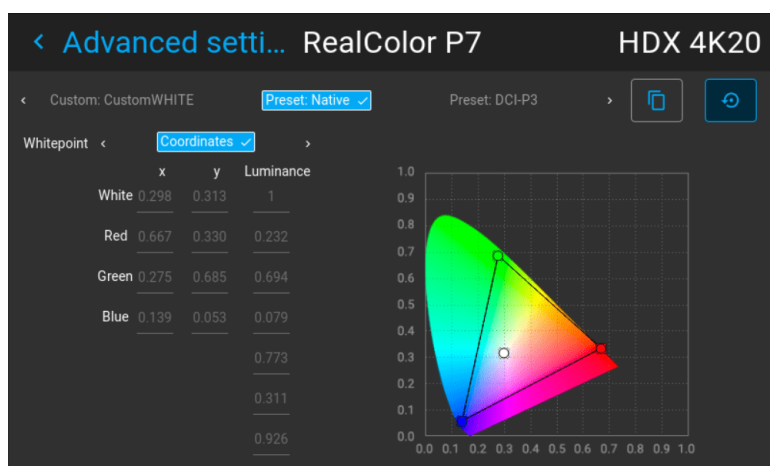 ‹ Advanced setti... RealColor P7 HDX 4K20
‹ Custom: CustomWHITE Preset: Native ✓ Preset: DCI-P3 ›
Whitepoint ‹ Coordinates ✓ ›
x y Luminance
White 0.298 0.313 1
Red 0.667 0.330 0.232
Green 0.275 0.685 0.694
Blue 0.139 0.053 0.079
0.773
0.311
0.926
1.0
0.9
0.8
0.7
0.6
0.5
0.4
0.3
0.2
0.1
0.0
0.0 0.1 0.2 0.3 0.4 0.5 0.6 0.7 0.8 0.9 1.0